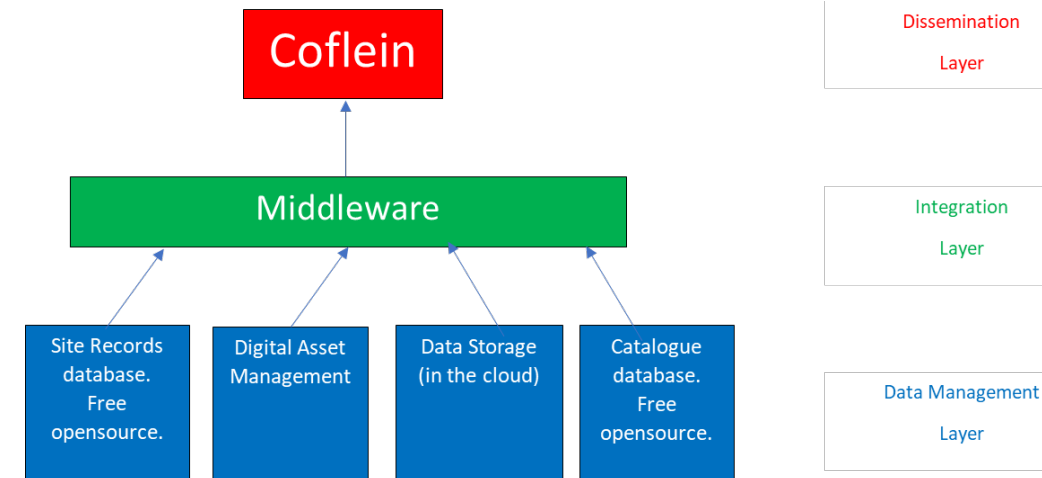 Coflein
Dissemination
Layer
Middleware
Integration
Layer
Site Records
database.
Free
opensource.
Digital Asset
Management
Data Storage
(in the cloud)
Catalogue
database.
Free
opensource.
Data Management
Layer